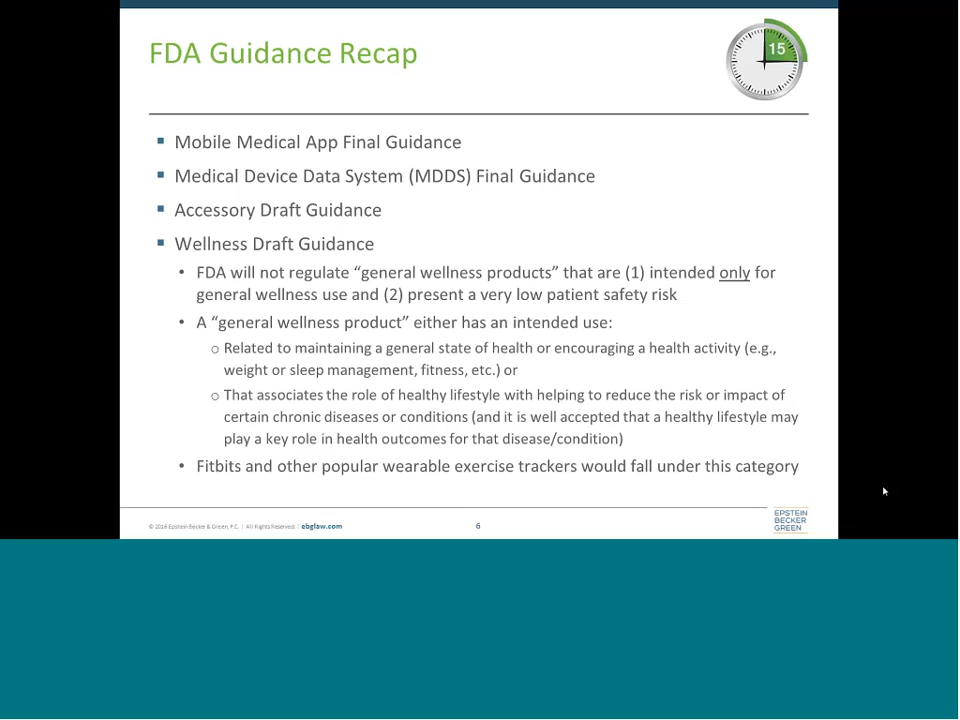 FDA Guidance Recap
15
▪ Mobile Medical App Final Guidance
▪ Medical Device Data System (MDDS) Final Guidance
▪ Accessory Draft Guidance
▪ Wellness Draft Guidance
• FDA will not regulate “general wellness products” that are (1) intended only for
general wellness use and (2) present a very low patient safety risk
• A “general wellness product” either has an intended use:
o Related to maintaining a general state of health or encouraging a health activity (e.g.,
weight or sleep management, fitness, etc.) or
o That associates the role of healthy lifestyle with helping to reduce the risk or impact of
certain chronic diseases or conditions (and it is well accepted that a healthy lifestyle may
play a key role in health outcomes for that disease/condition)
• Fitbits and other popular wearable exercise trackers would fall under this category
© 2016 Epstein Becker & Green, P.C. | All Rights Reserved | ebglaw.com
6
EPSTEIN
BECKER
GREEN